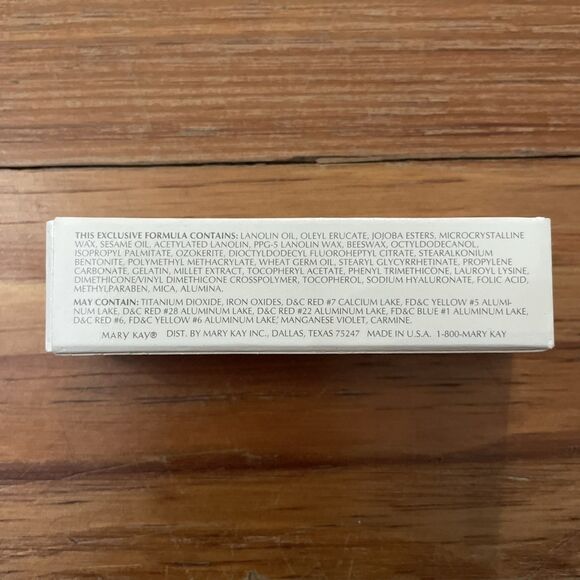 THIS EXCLUSIVE FORMULA CONTAINS: LANOLIN OIL, OLEYL ERUCATE, JOJOBA ESTERS, MICROCRYSTALLINE
WAX, SESAME OIL, ACETYLATED LANOLIN, PPG-5 LANOLIN WAX, BEESWAX, OCTYLDODECANOL,
ISOPROPYL PALMITATE, OZOKERITE, DIOCTYLDODECYL FLUOROHEPTYL CITRATE, STEARALKONIUM
BENTONITE, POLYMETHYL METHACRYLATE, WHEAT GERM OIL, STEARYL GLYCYRRHETINATE, PROPYLENE
CARBONATE, GELATIN, MILLET EXTRACT, TOCOPHERYL ACETATE, PHENYL TRIMETHICONE, LAUROYL LYSINE,
DIMETHICONE/VINYL DIMETHICONE CROSSPOLYMER, TOCOPHEROL, SODIUM HYALURONATE, FOLIC ACID,
METHYLPARABEN, MICA, ALUMINA.
MAY CONTAIN: TITANIUM DIOXIDE, IRON OXIDES, D&C RED #7 CALCIUM LAKE, FD&C YELLOW #5 ALUMI-
NUM LAKE, D&C RED #28 ALUMINUM LAKE, D&C RED #22 ALUMINUM LAKE, FD&C BLUE #1 ALUMINUM LAKE,
D&C RED #6, FD&C YELLOW #6 ALUMINUM LAKE, MANGANESE VIOLET, CARMINE.
MARY KAY® DIST. BY MARY KAY INC., DALLAS, TEXAS 75247 MADE IN U.S.A. 1-800-MARY KAY